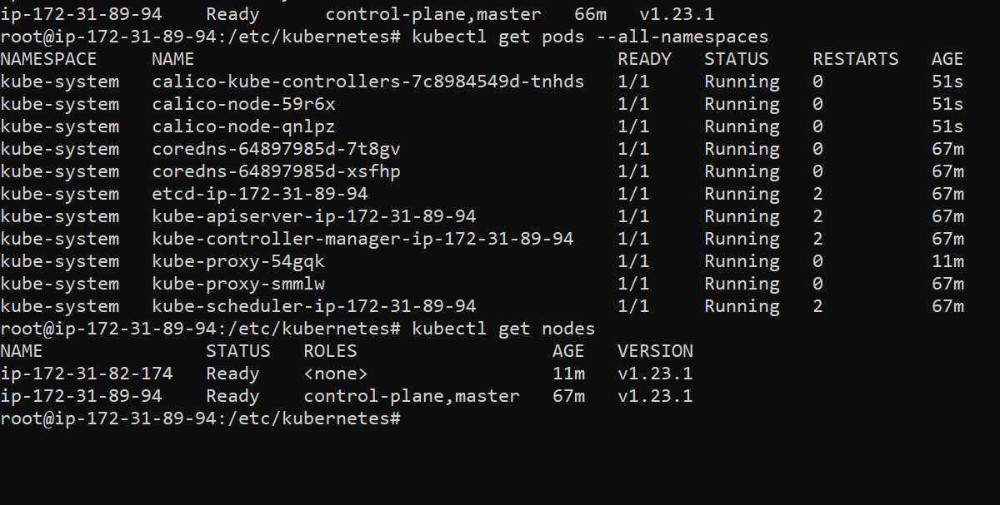 ip-172-31-89-94    Ready      control-plane,master   66m   v1.23.1
root@ip-172-31-89-94:/etc/kubernetes# kubectl get pods --all-namespaces
NAMESPACE     NAME                                       READY   STATUS    RESTARTS   AGE
kube-system   calico-kube-controllers-7c8984549d-tnhds   1/1     Running   0          51s
kube-system   calico-node-59r6x                          1/1     Running   0          51s
kube-system   calico-node-qnlpz                          1/1     Running   0          51s
kube-system   coredns-64897985d-7t8gv                    1/1     Running   0          67m
kube-system   coredns-64897985d-xsfhp                    1/1     Running   0          67m
kube-system   etcd-ip-172-31-89-94                       1/1     Running   2          67m
kube-system   kube-apiserver-ip-172-31-89-94             1/1     Running   2          67m
kube-system   kube-controller-manager-ip-172-31-89-94    1/1     Running   2          67m
kube-system   kube-proxy-54gqk                           1/1     Running   0          11m
kube-system   kube-proxy-smmlw                           1/1     Running   0          67m
kube-system   kube-scheduler-ip-172-31-89-94             1/1     Running   2          67m
root@ip-172-31-89-94:/etc/kubernetes# kubectl get nodes
NAME               STATUS   ROLES                  AGE   VERSION
ip-172-31-82-174   Ready    <none>                 11m   v1.23.1
ip-172-31-89-94    Ready    control-plane,master   67m   v1.23.1
root@ip-172-31-89-94:/etc/kubernetes#